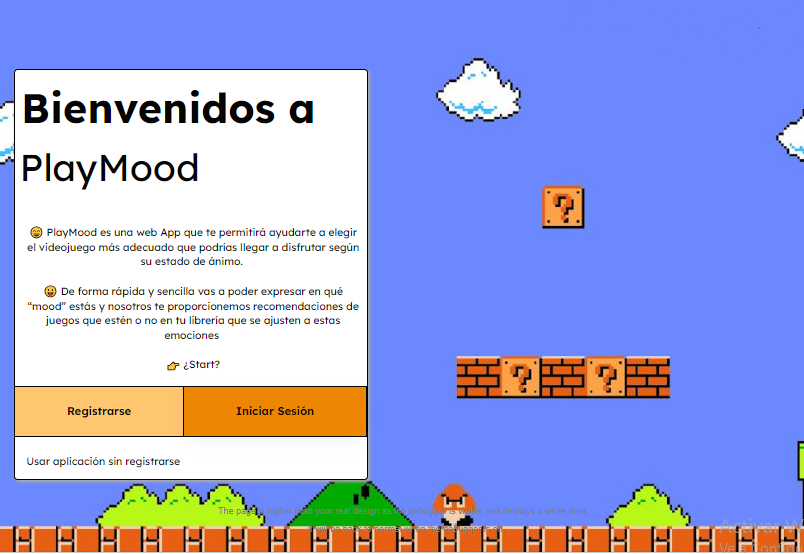 Bienvenidos a
PlayMood
😄 PlayMood es una web App que te permitirá ayudarte a elegir
el videojuego más adecuado que podrías llegar a disfrutar según
su estado de ánimo.
😀 De forma rápida y sencilla vas a poder expresar en qué
“mood” estás y nosotros te proporcionemos recomendaciones de
juegos que estén o no en tu librería que se ajusten a estas
emociones
👉 ¿Start?
Registrarse
Iniciar Sesión
Usar aplicación sin registrarse
?
? ?
The page is higher than your real design as the debugger is visible and displays a white area.
Activar W